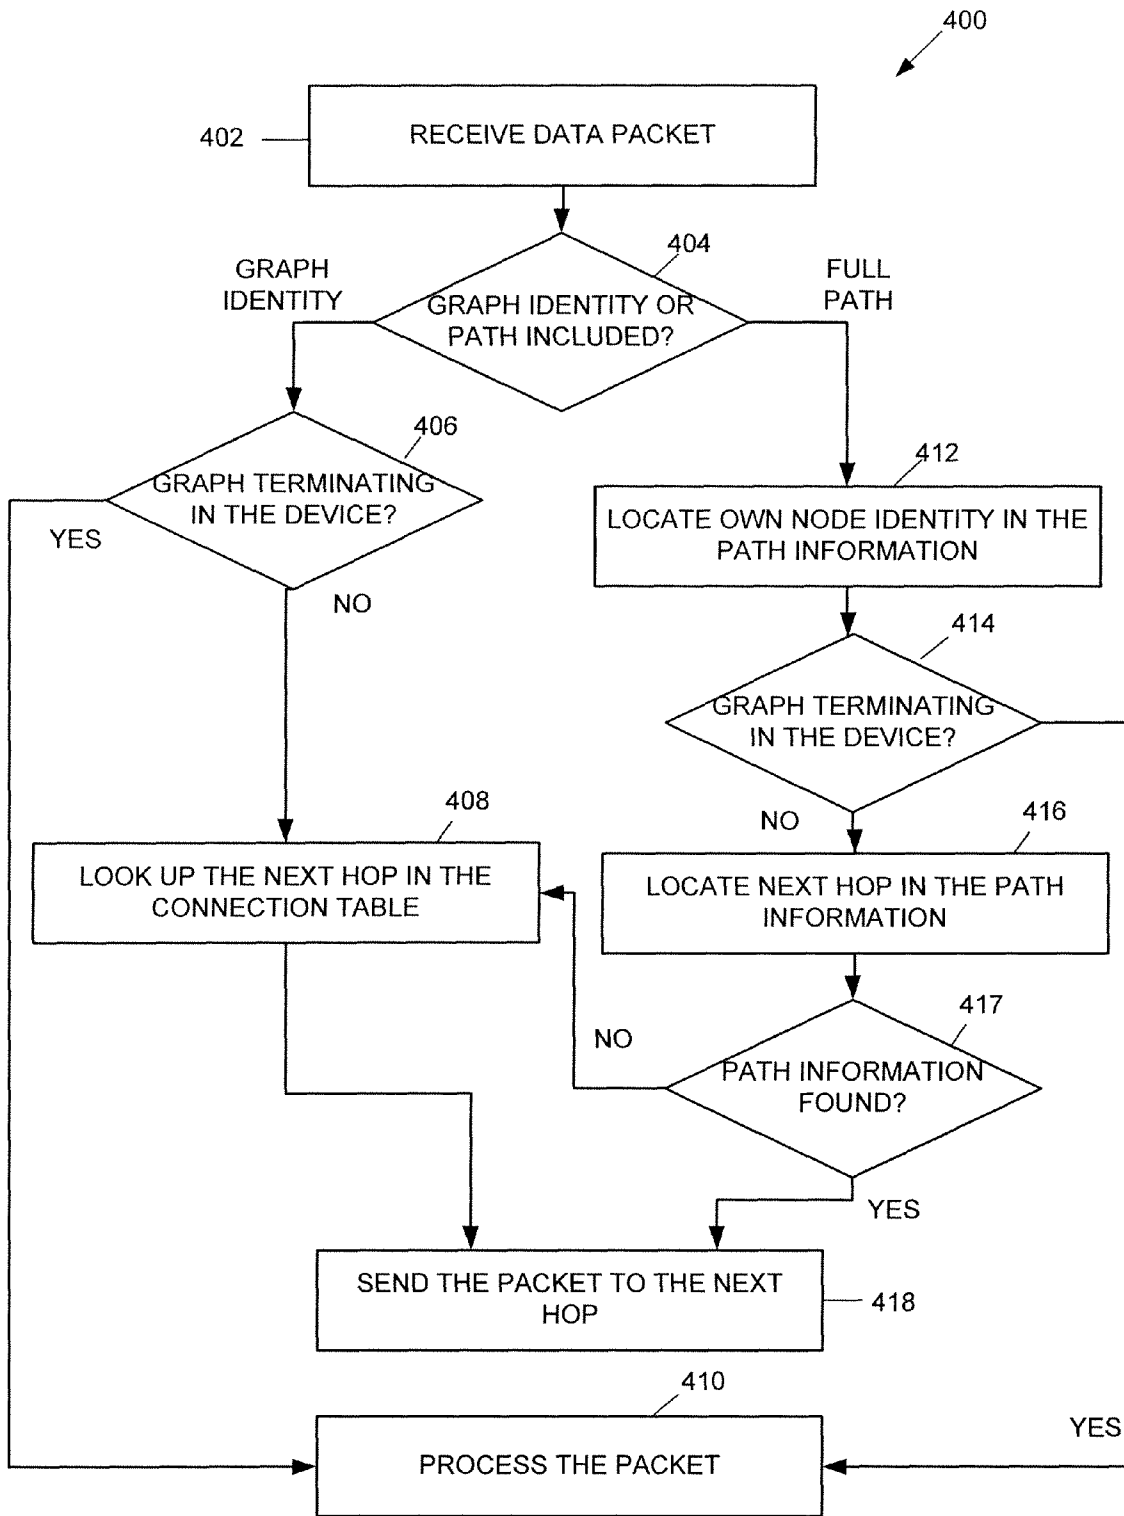 400
402
RECEIVE DATA PACKET
404
GRAPH
IDENTITY
FULL
PATH
GRAPH IDENTITY OR
PATH INCLUDED?
406
GRAPH TERMINATING
IN THE DEVICE?
YES
NO
412
LOCATE OWN NODE IDENTITY IN THE
PATH INFORMATION
414
GRAPH TERMINATING
IN THE DEVICE?
NO
408
LOOK UP THE NEXT HOP IN THE
CONNECTION TABLE
416
LOCATE NEXT HOP IN THE PATH
INFORMATION
417
NO
PATH INFORMATION
FOUND?
YES
SEND THE PACKET TO THE NEXT
HOP
418
410
PROCESS THE PACKET
YES